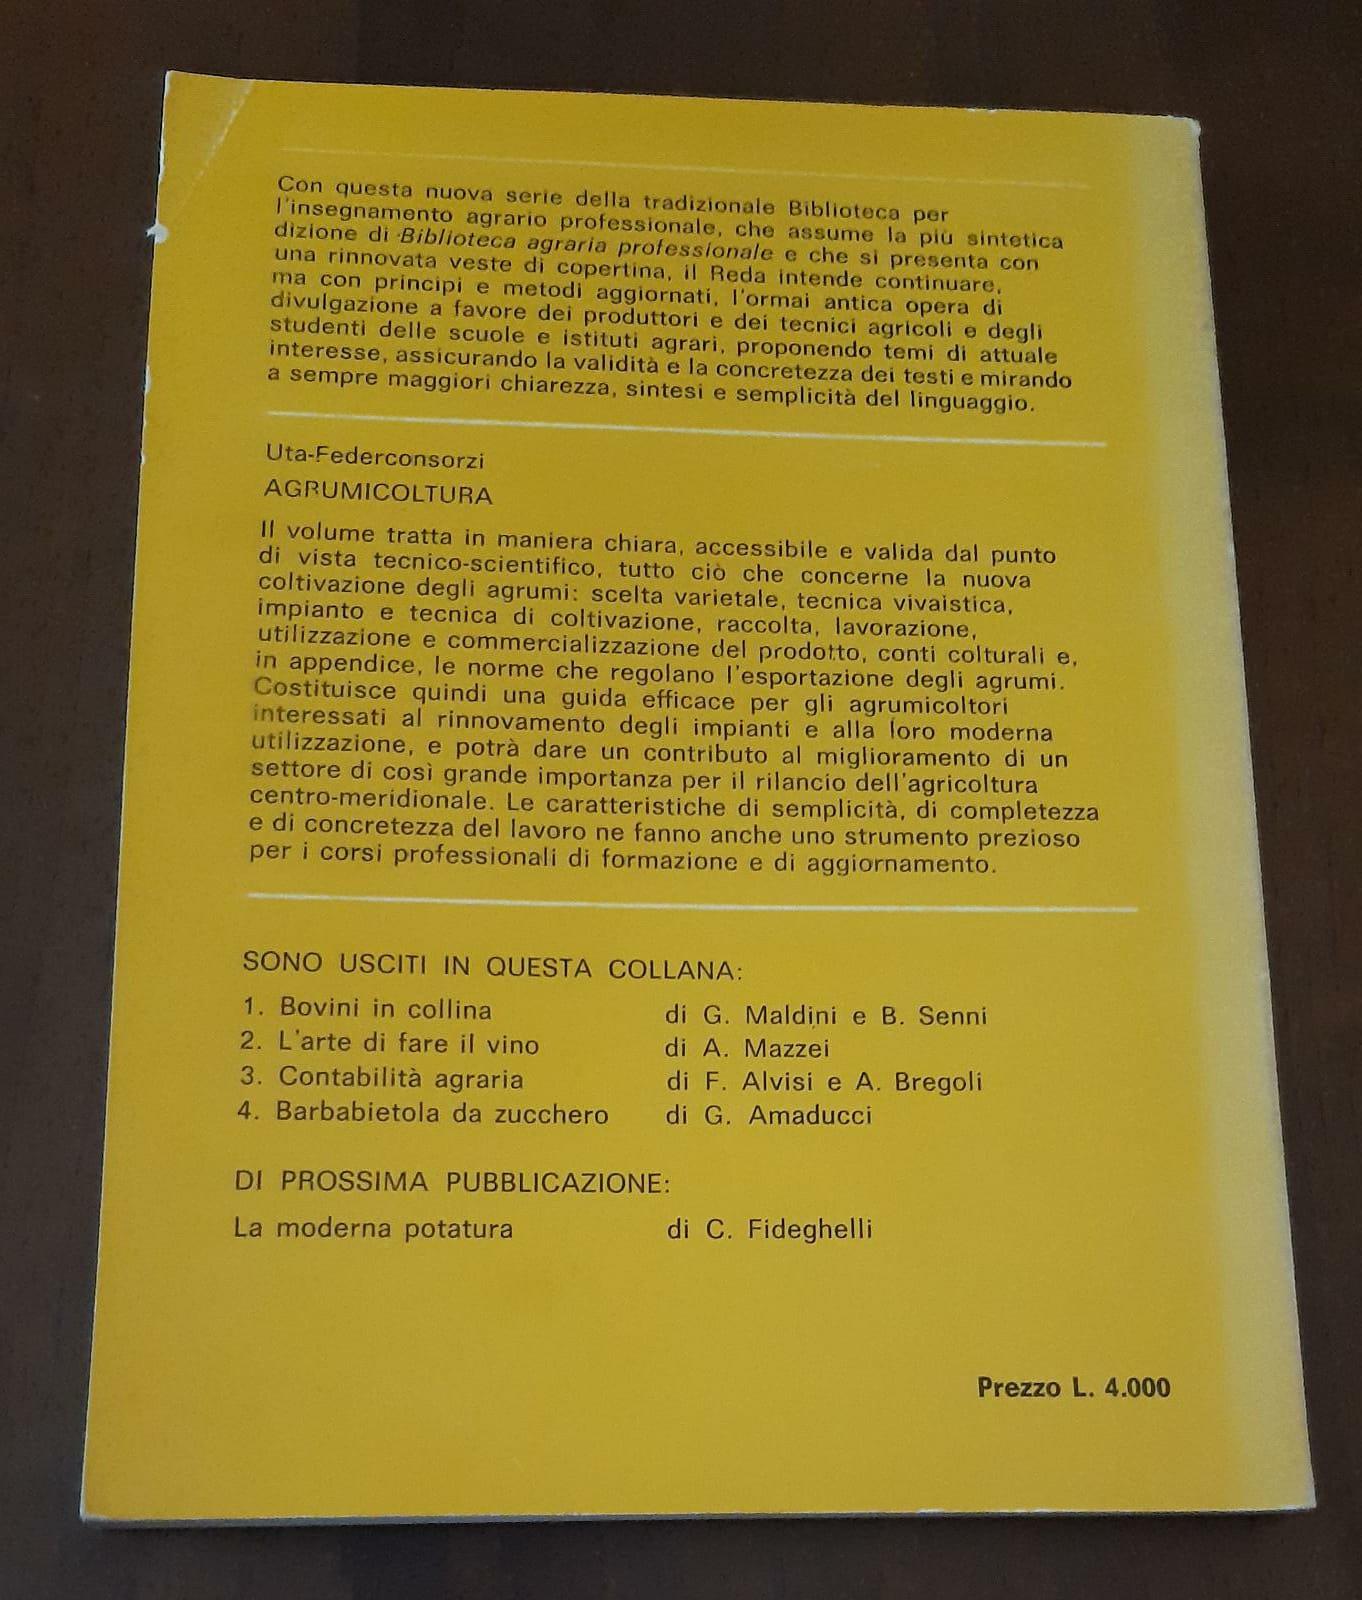 Con questa nuova serie della tradizionale Biblioteca per
l'insegnamento agrario professionale, che assume la più sintetica
dizione di Biblioteca agraria professionale e che si presenta con
una rinnovata veste di copertina, il Reda intende continuare,
ma con principi e metodi aggiornati, l'ormai antica opera di
divulgazione a favore dei produttori e dei tecnici agricoli e degli
studenti delle scuole e istituti agrari, proponendo temi di attuale
interesse, assicurando la validità e la concretezza dei testi e mirando
a sempre maggiori chiarezza, sintesi e semplicità del linguaggio.
Uta-Federconsorzi
AGRUMICOLTURA
Il volume tratta in maniera chiara, accessibile e valida dal punto
di vista tecnico-scientifico, tutto ciò che concerne la nuova
coltivazione degli agrumi: scelta varietale, tecnica vivaistica,
impianto e tecnica di coltivazione, raccolta, lavorazione,
utilizzazione e commercializzazione del prodotto, conti colturali e,
in appendice, le norme che regolano l'esportazione degli agrumi.
Costituisce quindi una guida efficace per gli agrumicoltori
interessati al rinnovamento degli impianti e alla loro moderna
utilizzazione, e potrà dare un contributo al miglioramento di un
settore di così grande importanza per il rilancio dell'agricoltura
centro-meridionale. Le caratteristiche di semplicità, di completezza
e di concretezza del lavoro ne fanno anche uno strumento prezioso
per i corsi professionali di formazione e di aggiornamento.
SONO USCITI IN QUESTA COLLANA:
1. Bovini in collina di G. Maldini e B. Senni
2. L'arte di fare il vino di A. Mazzei
3. Contabilità agraria di F. Alvisi e A. Bregoli
4. Barbabietola da zucchero di G. Amaducci
DI PROSSIMA PUBBLICAZIONE:
La moderna potatura di C. Fideghelli
Prezzo L. 4.000